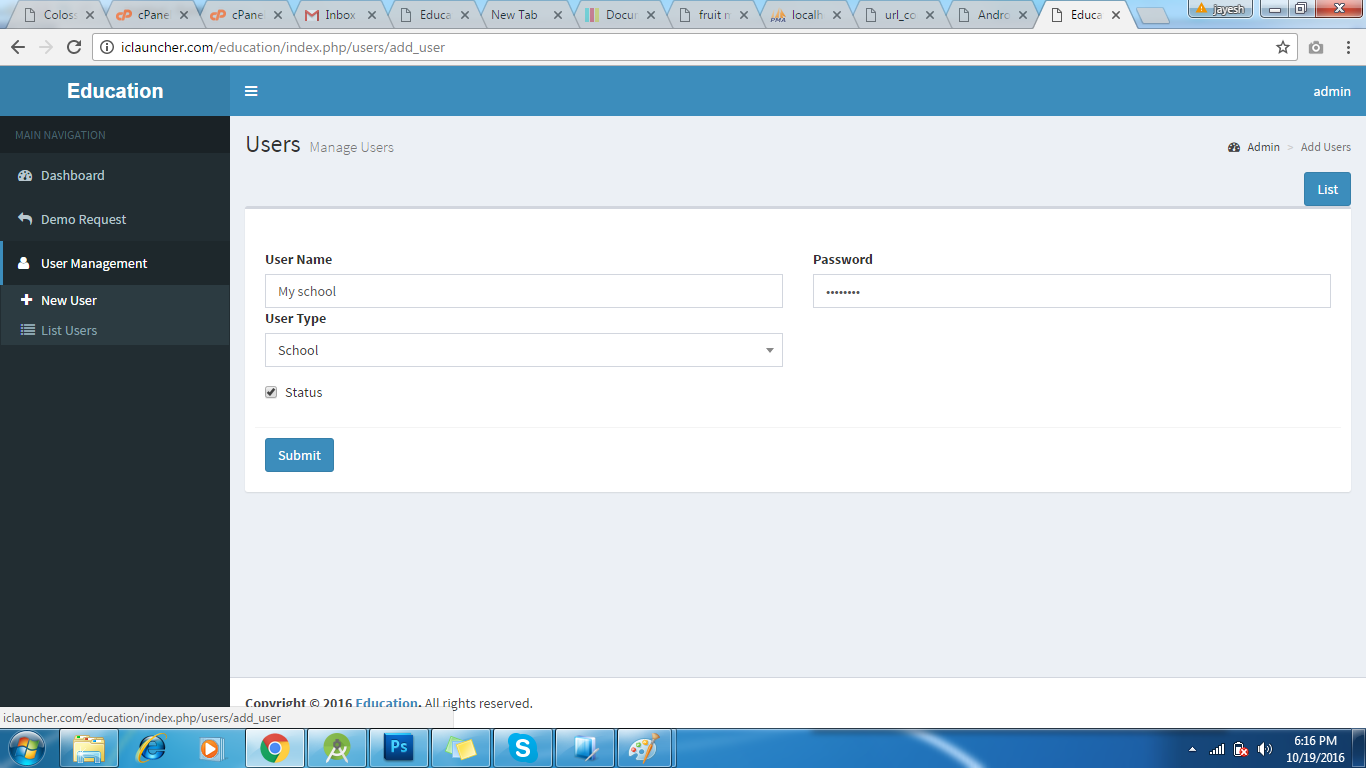 Colos cPane cPane Inbox Educa New Tab Docur fruit localh url_co Andro Educa jayesh
iclauncher.com/education/index.php/users/add_user
Education admin
MAIN NAVIGATION
Users Manage Users Admin > Add Users
Dashboard
List
Demo Request
User Management
User Name Password
New User
My school ••••••••
List Users
User Type
School
Status
Submit
Copyright © 2016 Education. All rights reserved.
iclauncher.com/education/index.php/users/add_user
Ps
6:16 PM
10/19/2016